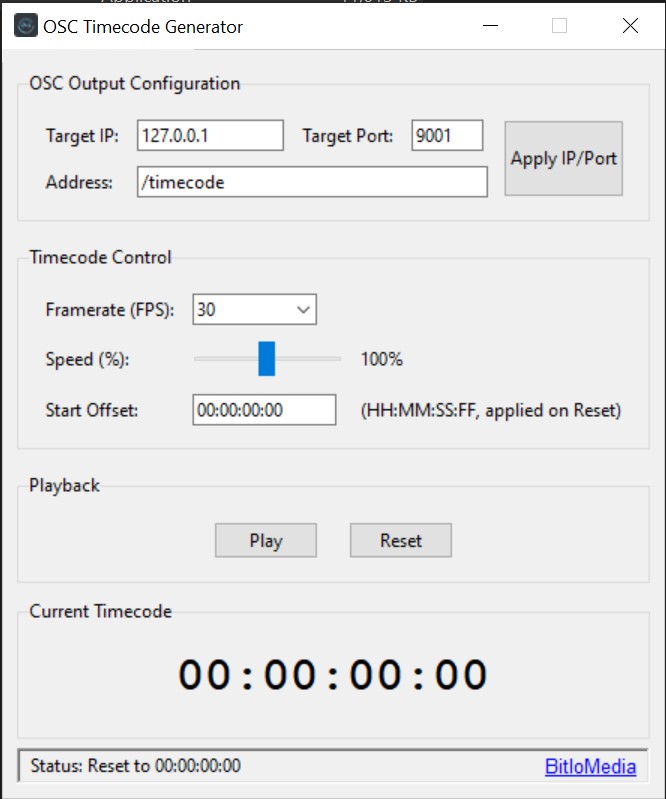 OSC Timecode Generator
OSC Output Configuration
Target IP: 127.0.0.1 Target Port: 9001 Apply IP/Port
Address: /timecode
Timecode Control
Framerate (FPS): 30
Speed (%): 100%
Start Offset: 00:00:00:00 (HH:MM:SS:FF, applied on Reset)
Playback
Play Reset
Current Timecode
00:00:00:00
Status: Reset to 00:00:00:00 BitloMedia